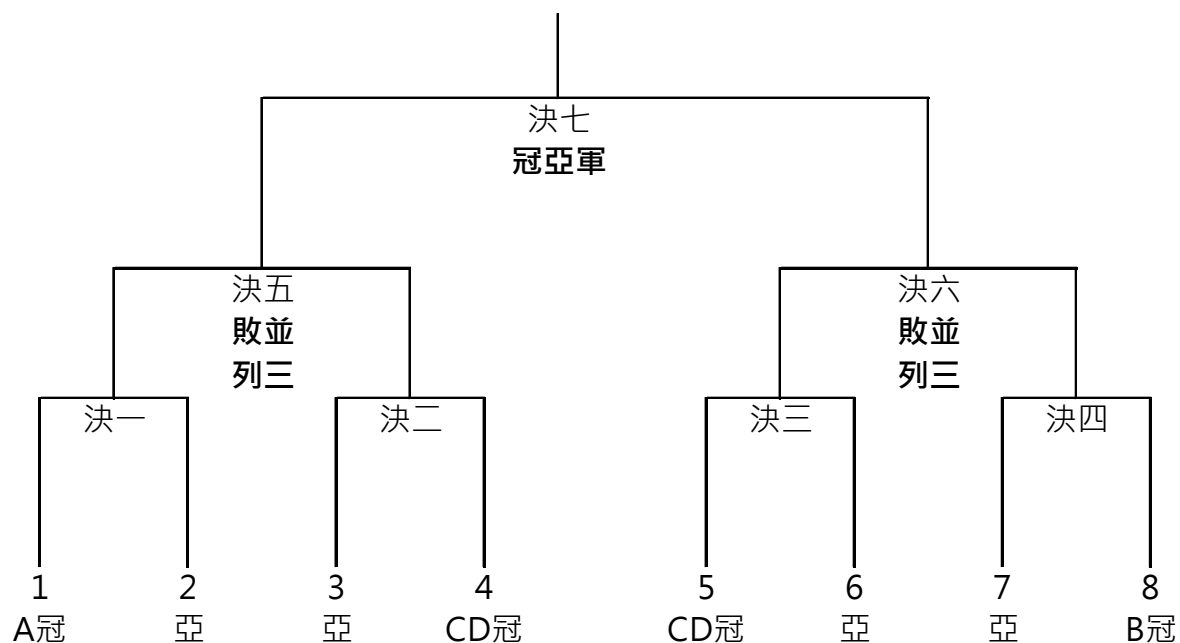 決七
冠亞軍
決五
敗並
列三
決六
敗並
列三
決一
決二
決三
決四
1 2 3 4 5 6 7 8
A冠 亞 亞 CD冠 CD冠 亞 亞 B冠